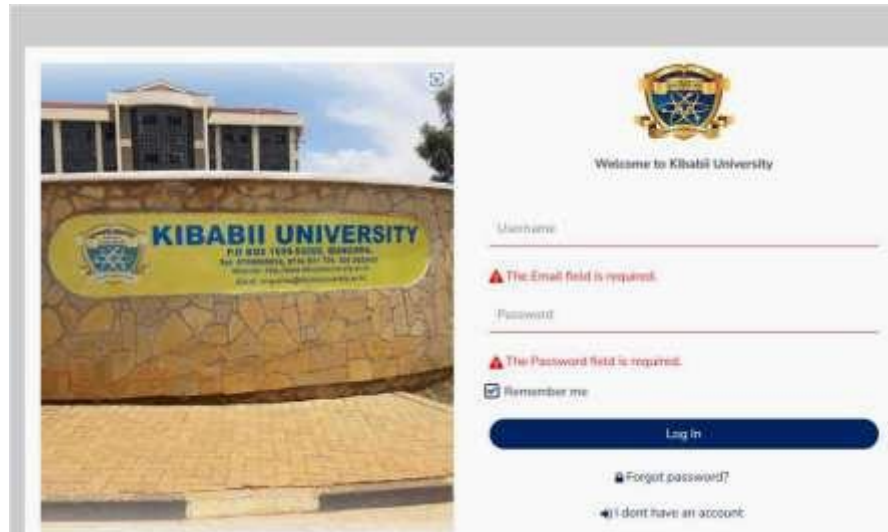 KIBABII UNIVERSITY
P.O BOX
Welcome to Kibabii University
Username
The Email field is required.
Password
The Password field is required.
Remember me
Log In
Forgot password?
I dont have an account